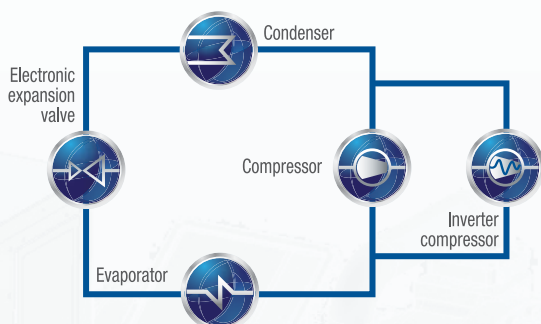 Condenser
Electronic
expansion
valve
Compressor
Inverter
compressor
Evaporator